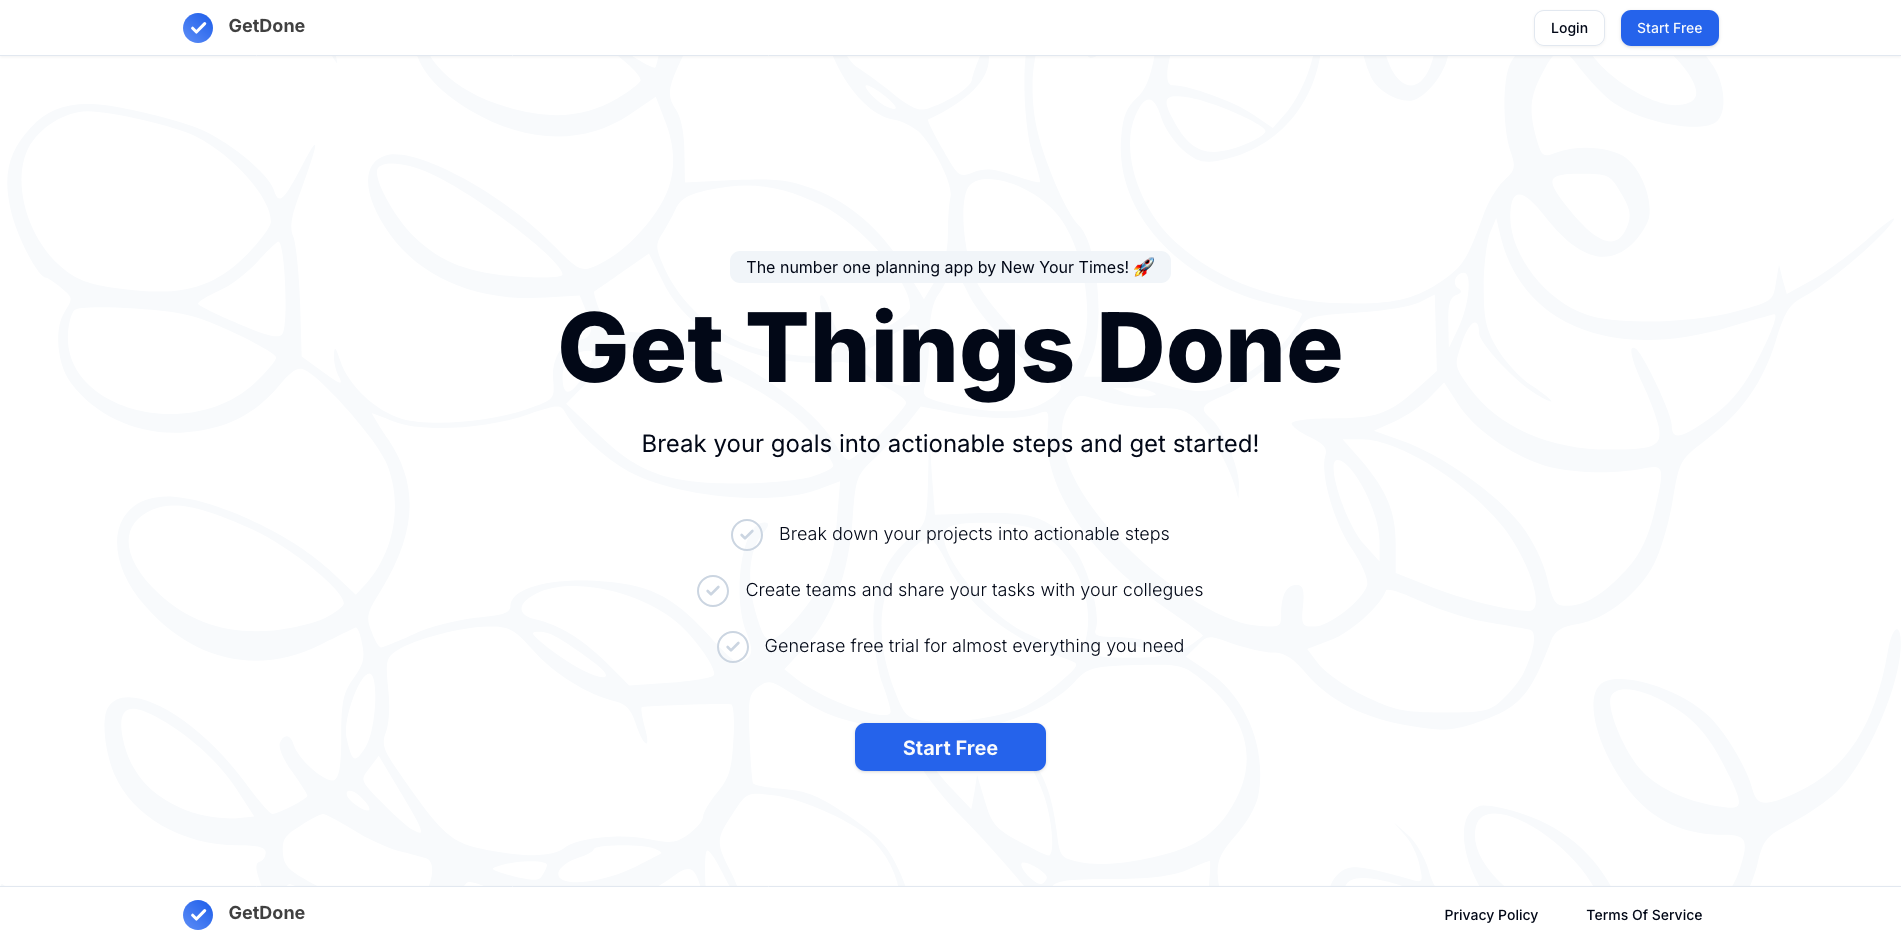 GetDone
Login
Start Free
The number one planning app by New Your Times! 🚀
Get Things Done
Break your goals into actionable steps and get started!
Break down your projects into actionable steps
Create teams and share your tasks with your collegues
Generase free trial for almost everything you need
Start Free
GetDone
Privacy Policy
Terms Of Service